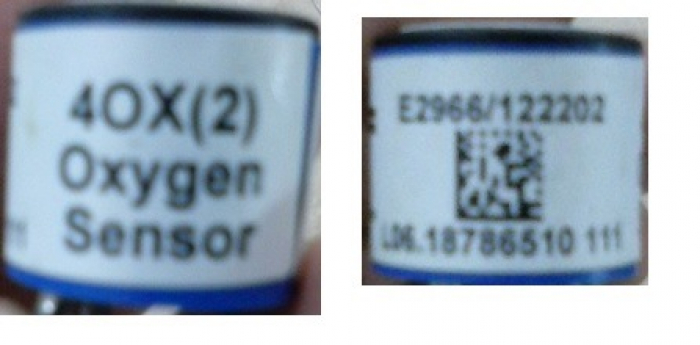 4OX(2)
Oxygen
Sensor
E2966/122202
L06.18786510 111